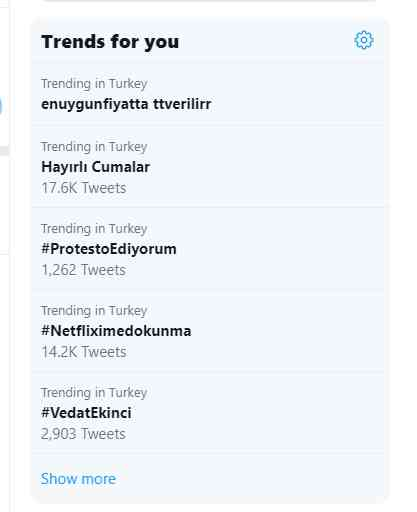 Trends for you
Trending in Turkey
enuygunfiyatta ttverilirr
Trending in Turkey
Hayırlı Cumalar
17.6K Tweets
Trending in Turkey
#ProtestoEdiyorum
1,262 Tweets
Trending in Turkey
#Netfliximedokunma
14.2K Tweets
Trending in Turkey
#VedatEkinci
2,903 Tweets
Show more